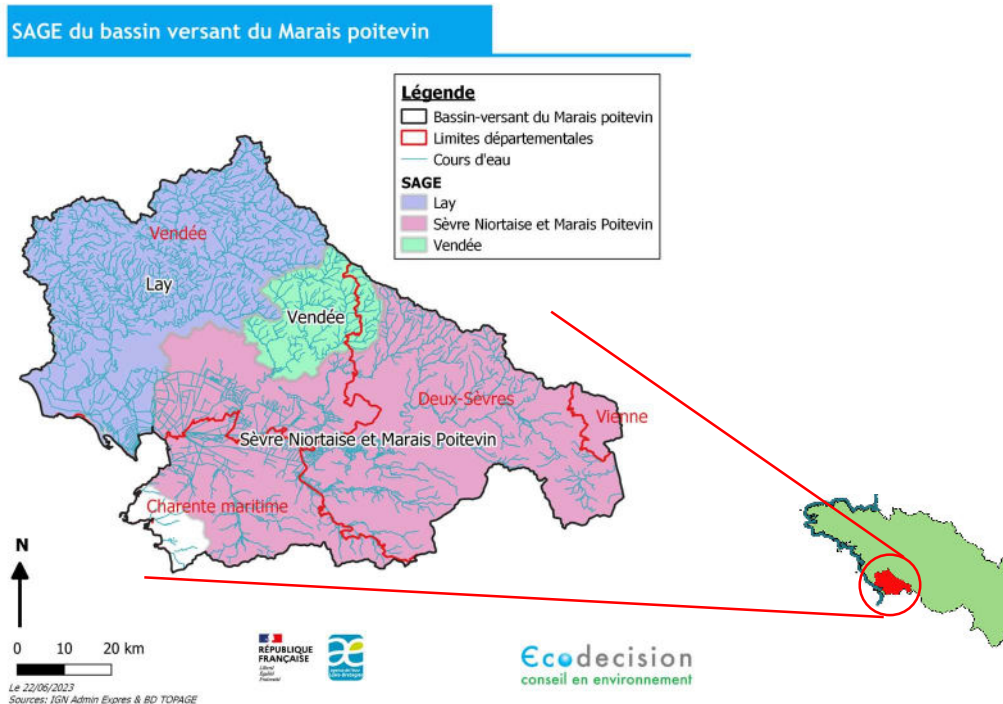 SAGE du bassin versant du Marais poitevin
Légende
Bassin-versant du Marais poitevin
Limites départementales
Cours d'eau
SAGE
Lay
Sèvre Niortaise et Marais Poitevin
Vendée
Vendée
Lay
Vendée
Deux-Sèvres
Vienne
Sèvre Niortaise et Marais Poitevin
Charente maritime
N
0 10 20 km
RÉPUBLIQUE
FRANÇAISE
Liberté
Égalité
Fraternité
Ecodecision
conseil en environnement
Le 22/06/2023
Sources: IGN Admin Expres & BD TOPAGE